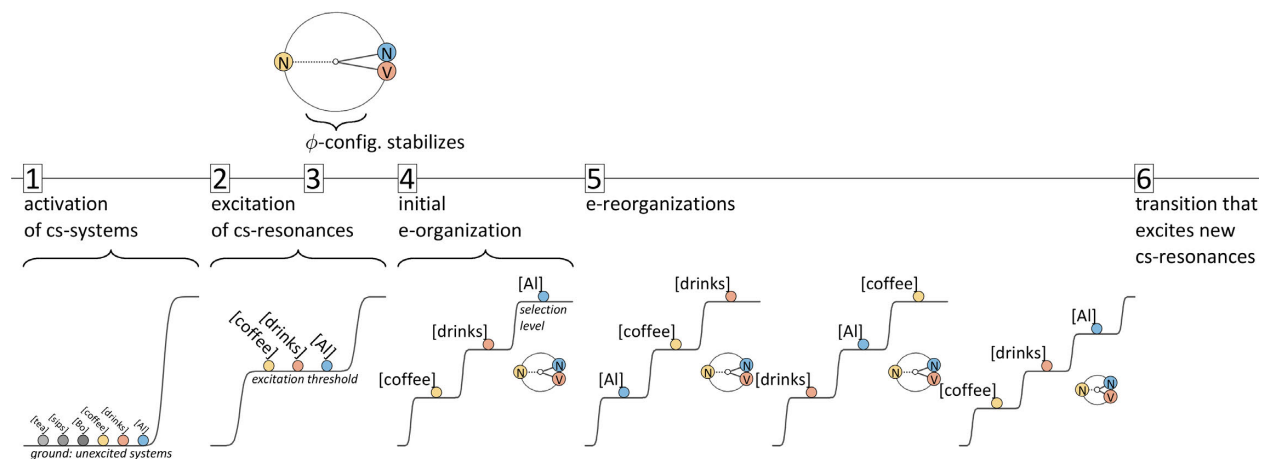 N
N
V
ϕ-config. stabilizes
1
2
3
4
5
6
activation
of cs-systems
excitation
of cs-resonances
initial
e-organization
e-reorganizations
transition that
excites new
cs-resonances
[tea]
[sips]
[Bo]
[coffee]
[drinks]
[Al]
ground: unexcited systems
[coffee]
[drinks]
[Al]
excitation threshold
[Al]
selection
level
[drinks]
[coffee]
N
N
V
[drinks]
[coffee]
[Al]
N
N
V
[coffee]
[Al]
[drinks]
N
N
V
[Al]
[drinks]
[coffee]
N
N
V